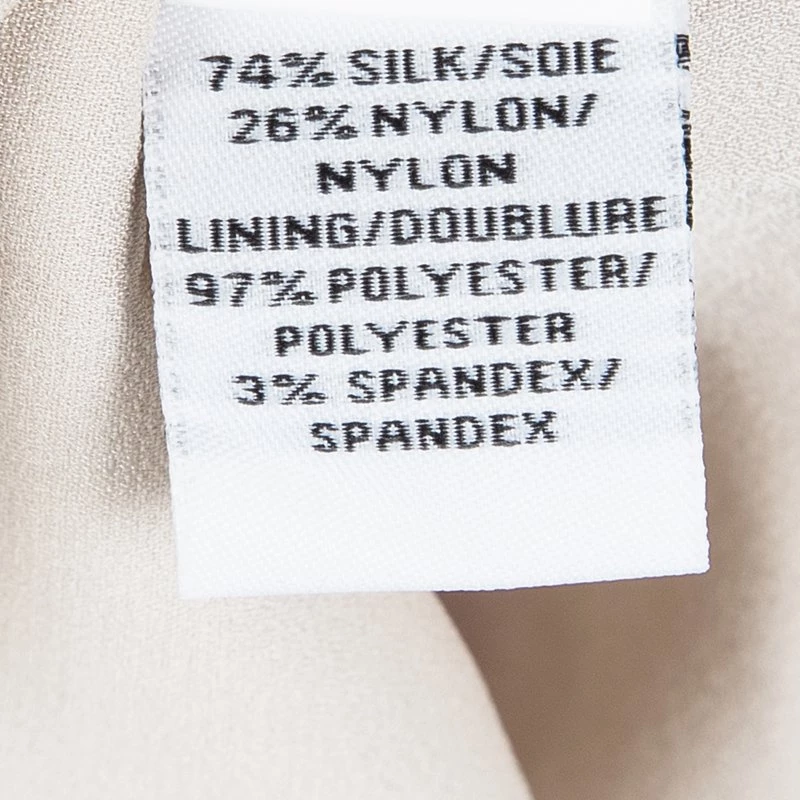 74% SILK/SOIE
26% NYLON/
NYLON
LINING/DOUBLURE
97% POLYESTER/
POLYESTER
3% SPANDEX/
SPANDEX